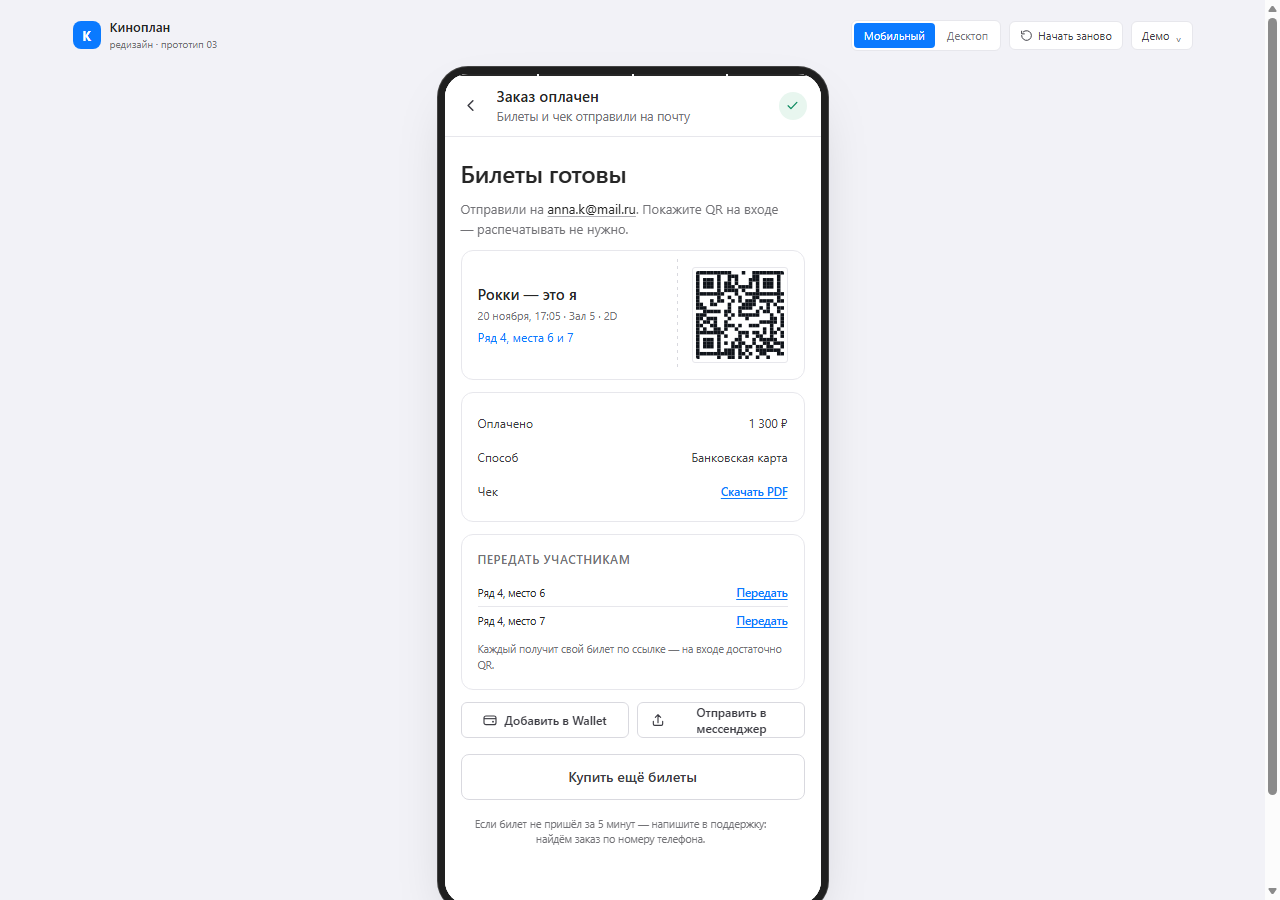 К
Киноплан
редизайн · прототип 03
Мобильный
Десктоп
Начать заново
Демо
Заказ оплачен
Билеты и чек отправили на почту
Билеты готовы
Отправили на anna.k@mail.ru. Покажите QR на входе
— распечатывать не нужно.
Рокки — это я
20 ноября, 17:05 · Зал 5 · 2D
Ряд 4, места 6 и 7
Оплачено
1 300 ₽
Способ
Банковская карта
Чек
Скачать PDF
ПЕРЕДАТЬ УЧАСТНИКАМ
Ряд 4, место 6
Передать
Ряд 4, место 7
Передать
Каждый получит свой билет по ссылке — на входе достаточно
QR.
Добавить в Wallet
Отправить в
мессенджер
Купить ещё билеты
Если билет не пришёл за 5 минут — напишите в поддержку:
найдём заказ по номеру телефона.